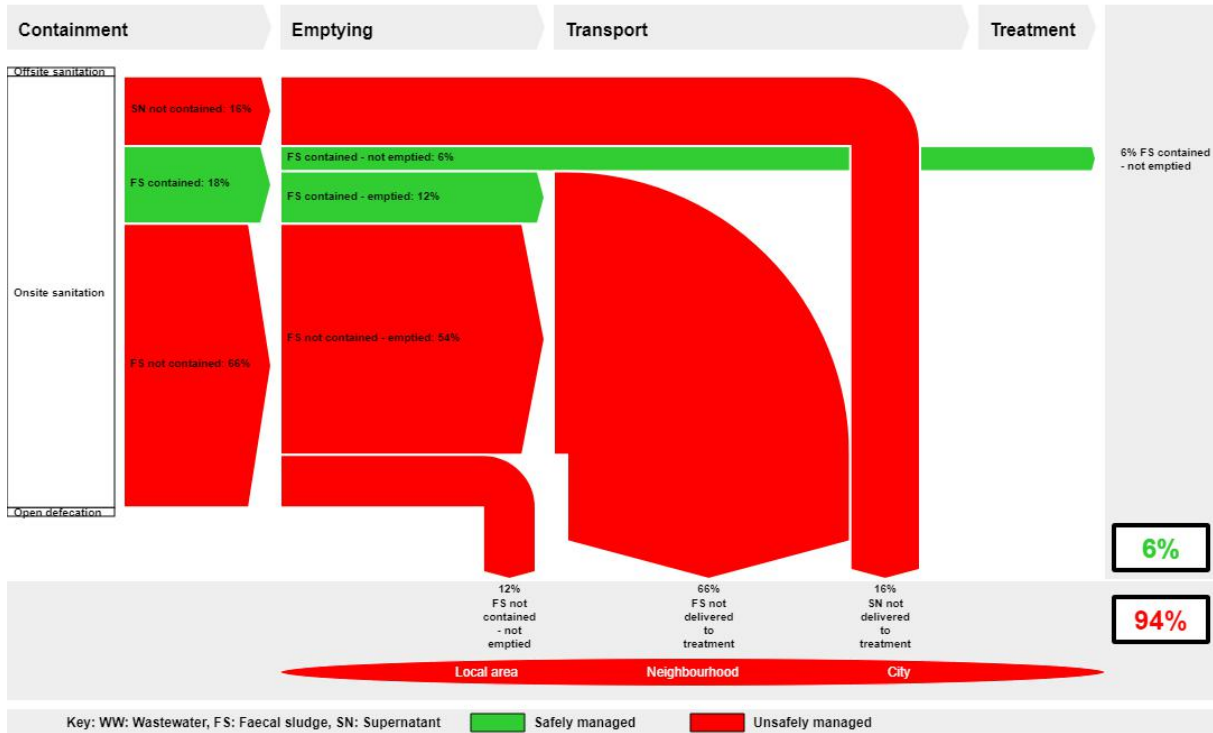 Containment
Emptying
Transport
Treatment
Offsite sanitation
SN not contained: 16%
FS contained - not emptied: 6%
6% FS contained
- not emptied
FS contained: 18%
FS contained - emptied: 12%
Onsite sanitation
FS not contained - emptied: 54%
FS not contained: 66%
Open defecation
6%
12%
FS not
contained
- not
emptied
66%
FS not
delivered
to
treatment
16%
SN not
delivered
to
treatment
94%
Local area
Neighbourhood
City
Key: WW: Wastewater, FS: Faecal sludge, SN: Supernatant
Safely managed
Unsafely managed